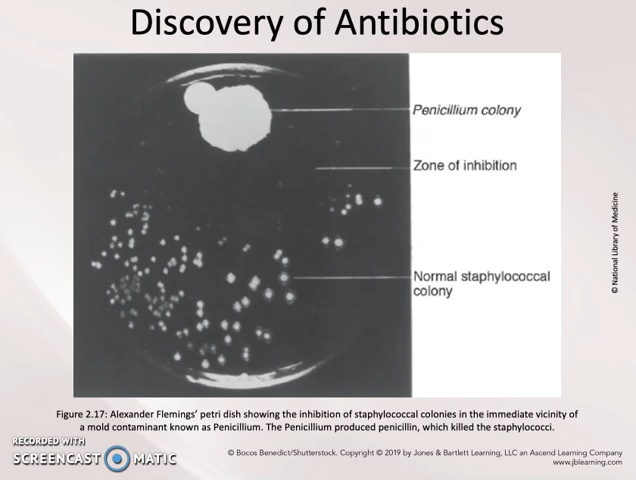 Discovery of Antibiotics
Penicillium colony
Zone of inhibition
Normal staphylococcal
colony
© National Library of Medicine
Figure 2.17: Alexander Flemings’ petri dish showing the inhibition of staphylococcal colonies in the immediate vicinity of
a mold contaminant known as Penicillium. The Penicillium produced penicillin, which killed the staphylococci.
RECORDED WITH
SCREENCAST MATIC
© Bocos Benedict/Shutterstock. Copyright © 2019 by Jones & Bartlett Learning, LLC an Ascend Learning Company
www.jblearning.com